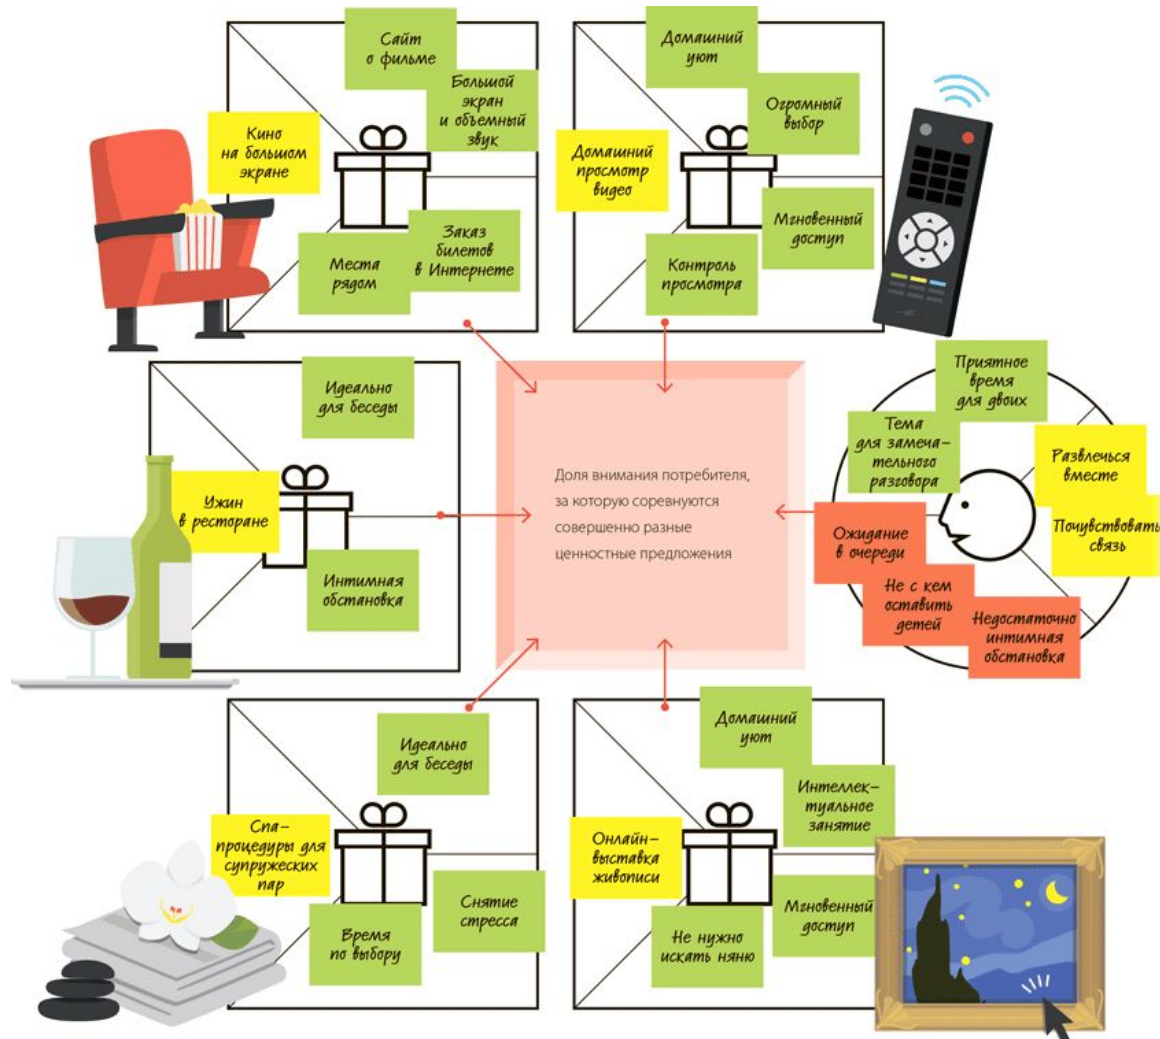 Сайт
о фильме
Большой
экран
и объемный
звук
Кино
на большом
экране
Заказ
билетов
в Интернете
Места
рядом
Домашний
уют
Огромный
выбор
Домашний
просмотр
видео
Мгновенный
доступ
Контроль
просмотра
Идеально
для беседы
Ужин
в ресторане
Интимная
обстановка
Доля внимания потребителя,
за которую соревнуются
совершенно разные
ценностные предложения
Приятное
время
для двоих
Тема
для замеча-
тельного
разговора
Развлечься
вместе
Почувствовать
связь
Ожидание
в очереди
Не с кем
оставить
детей
Недостаточно
интимная
обстановка
Идеально
для беседы
Спа-
процедуры для
супружеских
пар
Снятие
стресса
Время
по выбору
Домашний
уют
Интеллек-
туальное
занятие
Онлайн-
выставка
живописи
Мгновенный
доступ
Не нужно
искать няню